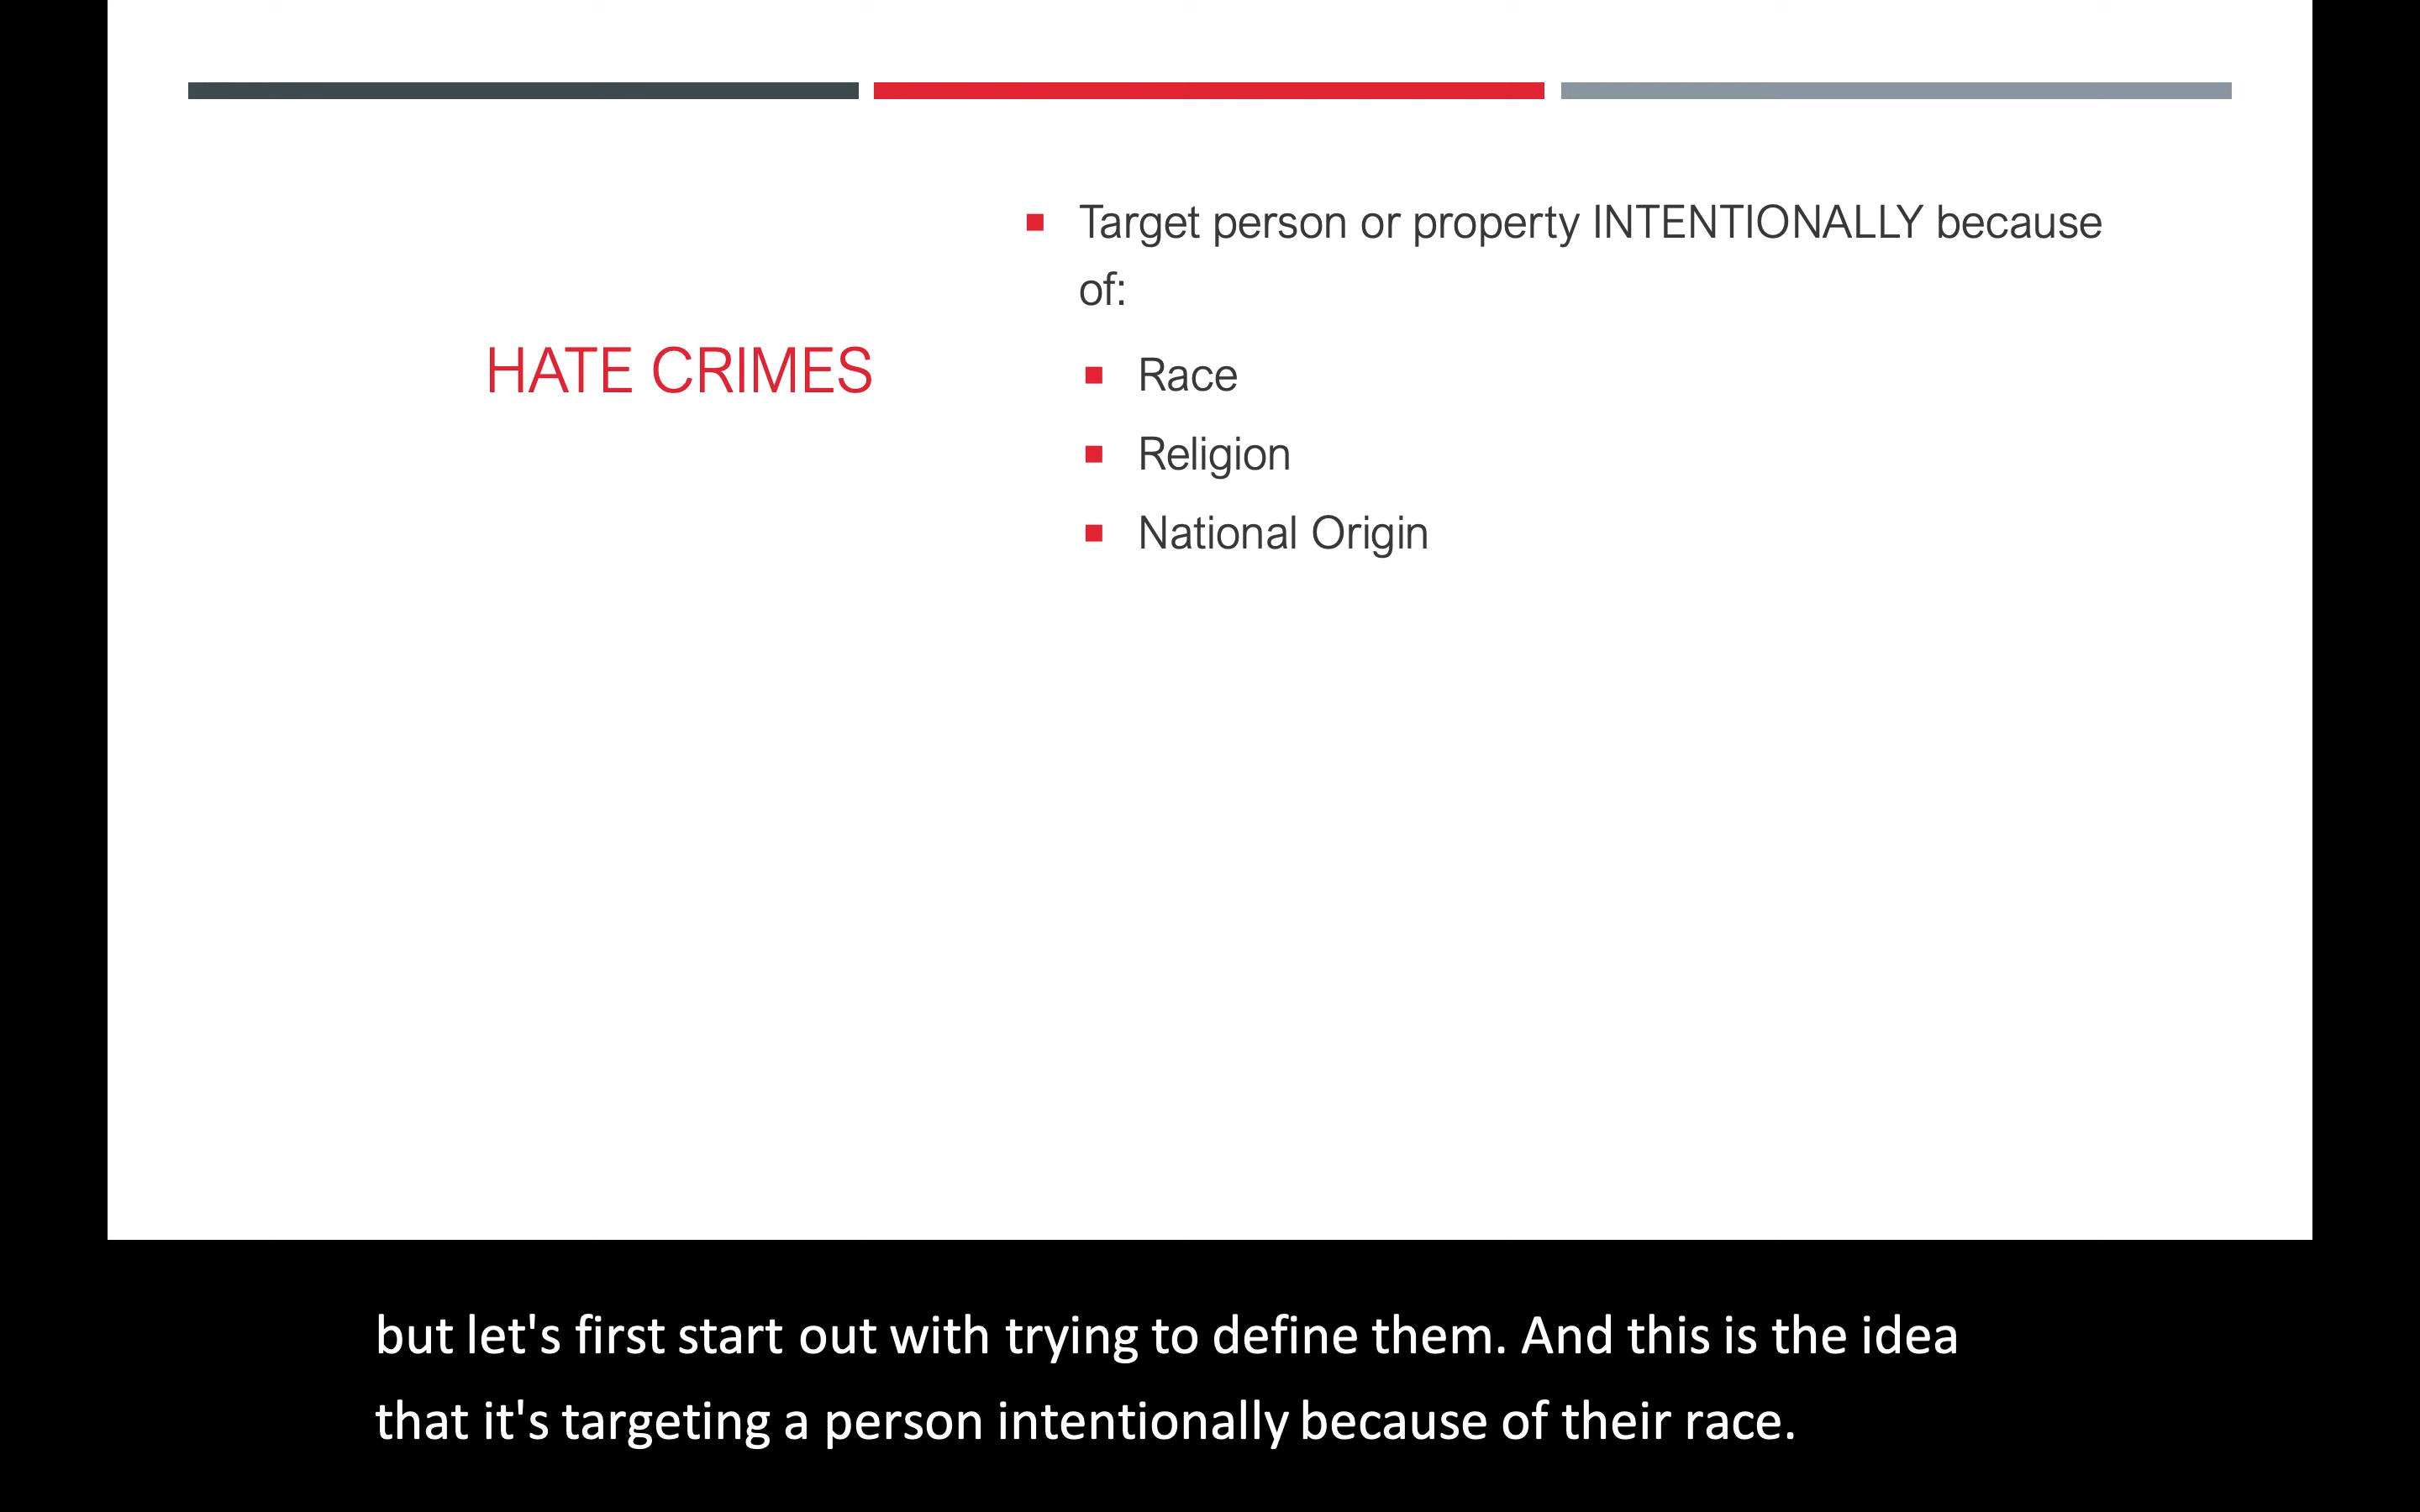 HATE CRIMES
Target person or property INTENTIONALLY because
of:
Race
Religion
National Origin
but let's first start out with trying to define them. And this is the idea
that it's targeting a person intentionally because of their race.